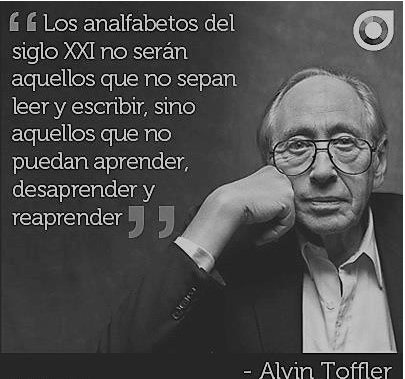 “ Los analfabetos del
siglo XXI no serán
aquellos que no sepan
leer y escribir, sino
aquellos que no
puedan aprender,
desaprender y
reaprender ”
- Alvin Toffler